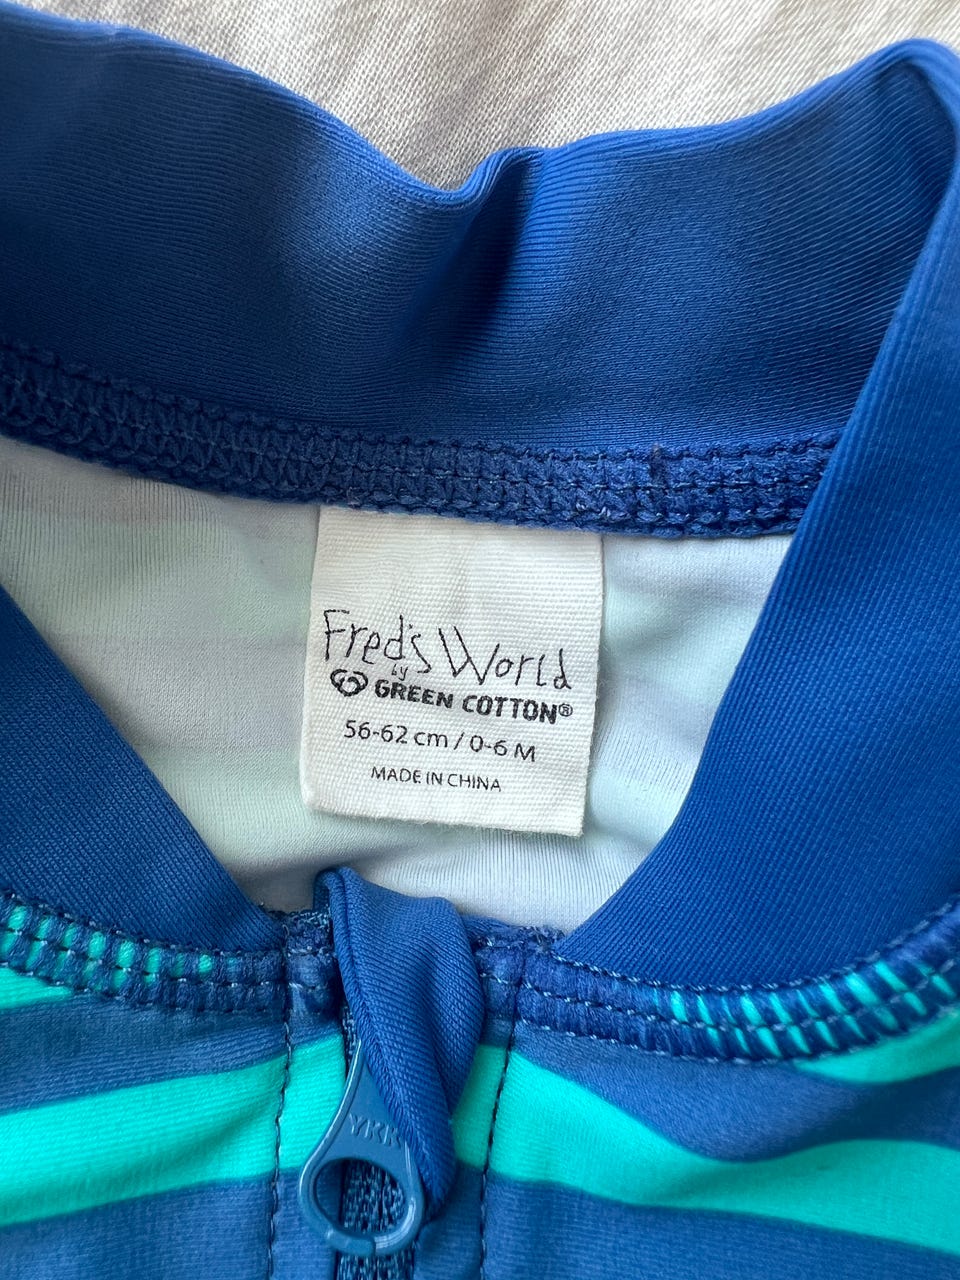 Fred's World
by
GREEN COTTON®
56-62 cm / 0-6 M
MADE IN CHINA
YKK